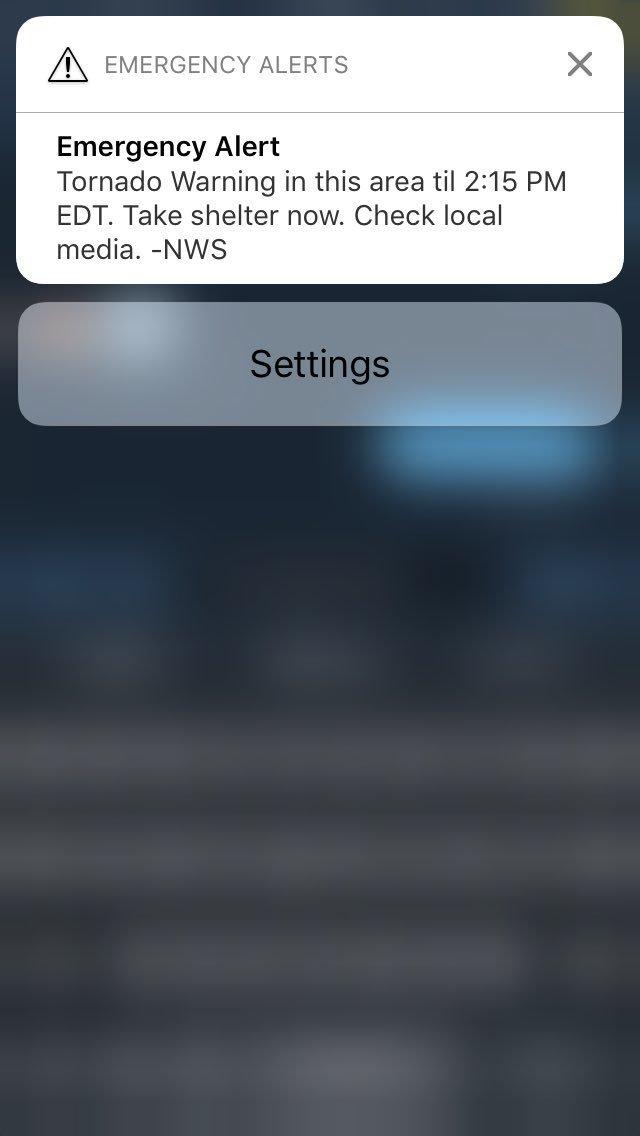 EMERGENCY ALERTS
Emergency Alert
Tornado Warning in this area til 2:15 PM
EDT. Take shelter now. Check local
media. -NWS
Settings